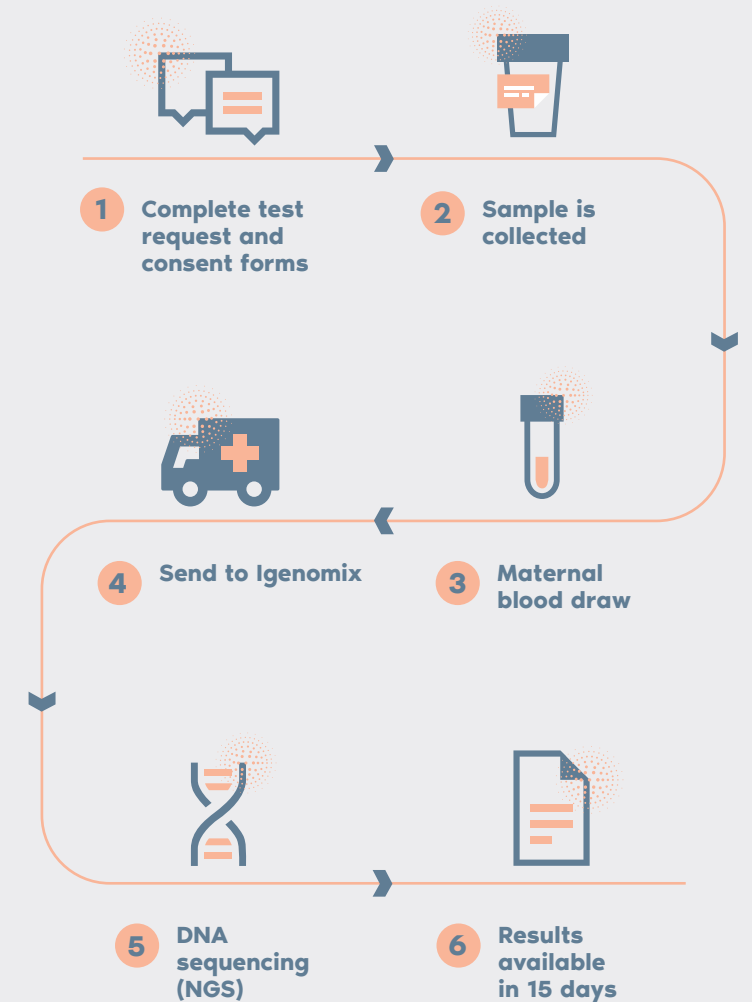 1
Complete test
request and
consent forms
2
Sample is
collected
3
Maternal
blood draw
4
Send to Igenomix
5
DNA
sequencing
(NGS)
6
Results
available
in 15 days